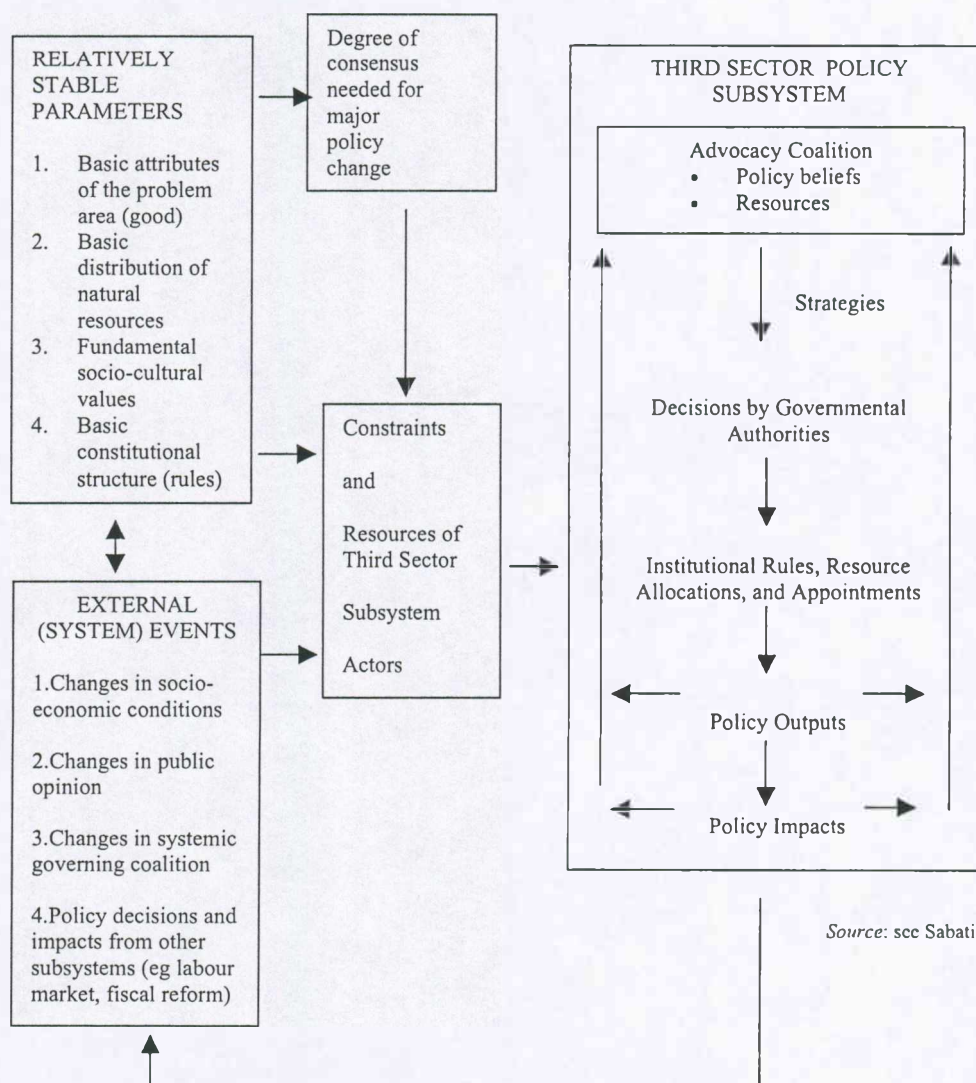 RELATIVELY
STABLE
PARAMETERS
1. Basic attributes
of the problem
area (good)
2. Basic
distribution of
natural
resources
3. Fundamental
socio-cultural
values
4. Basic
constitutional
structure (rules)
Degree of
consensus
needed for
major
policy
change
EXTERNAL
(SYSTEM) EVENTS
1.Changes in socio-
economic conditions
2.Changes in public
opinion
3.Changes in systemic
governing coalition
4.Policy decisions and
impacts from other
subsystems (eg labour
market, fiscal reform)
Constraints
and
Resources of
Third Sector
Subsystem
Actors
THIRD SECTOR POLICY
SUBSYSTEM
Advocacy Coalition
• Policy beliefs
• Resources
Strategies
Decisions by Governmental
Authorities
Institutional Rules, Resource
Allocations, and Appointments
Policy Outputs
Policy Impacts
Source: see Sabati